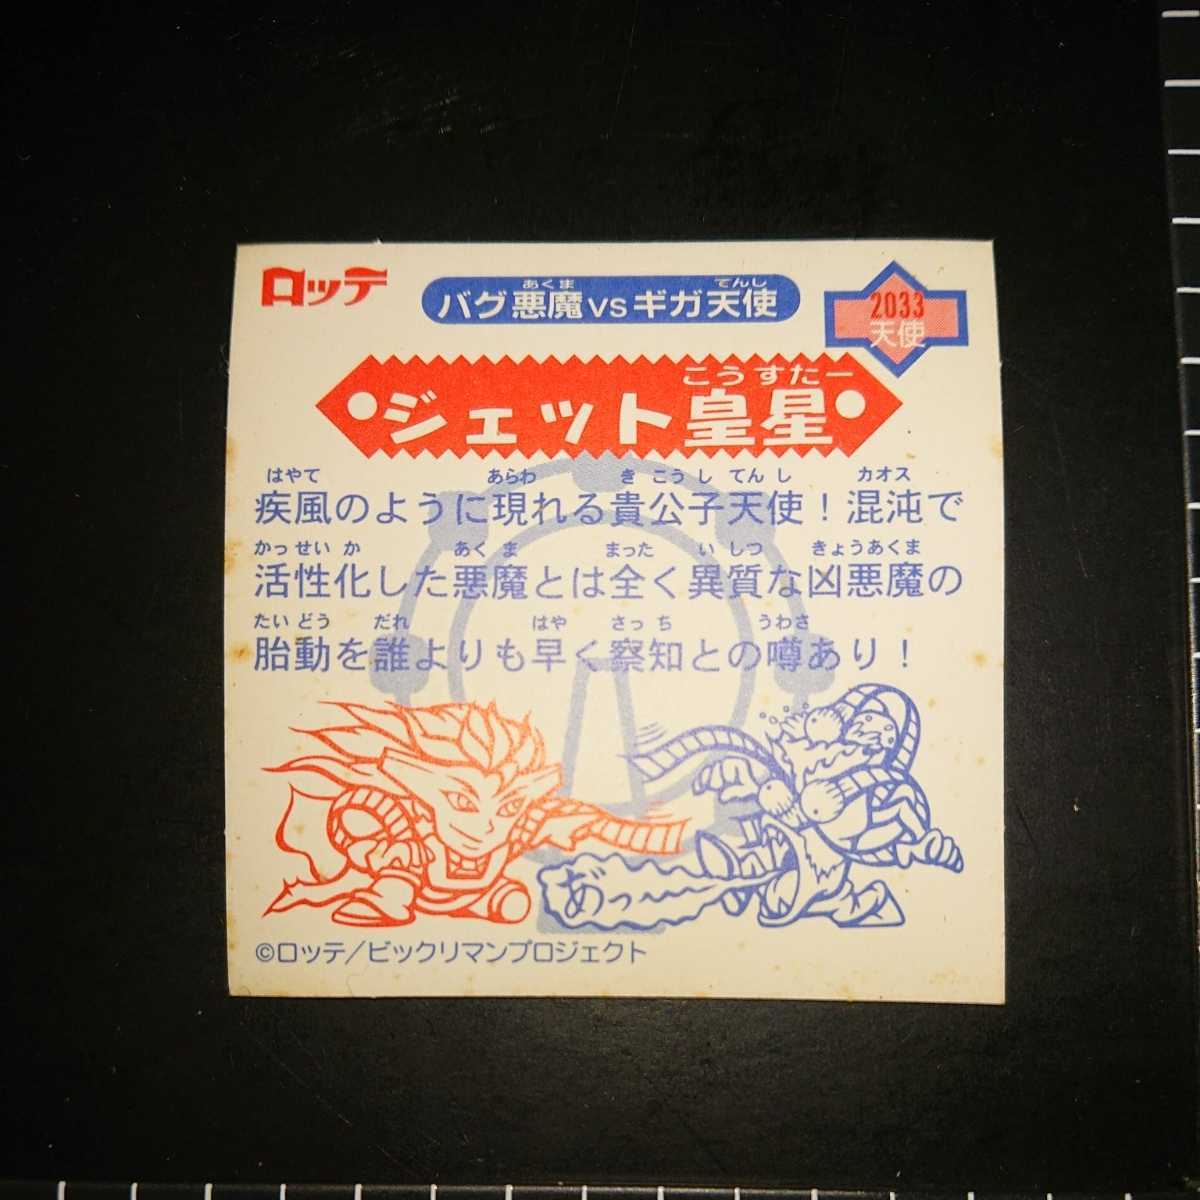 ロッテ
あくま てんし
バグ悪魔vsギガ天使
2033
天使
こうすたー
ジェット皇星
はやて あらわ き こう し てん し カオス
疾風のように現れる貴公子天使！混沌で
かっ せい か あく ま まった い しつ きょうあくま
活性化した悪魔とは全く異質な凶悪魔の
たい どう だれ はや さっ ち うわさ
胎動を誰よりも早く察知との噂あり！
あ゛っ〜〜
©ロッテ／ビックリマンプロジェクト